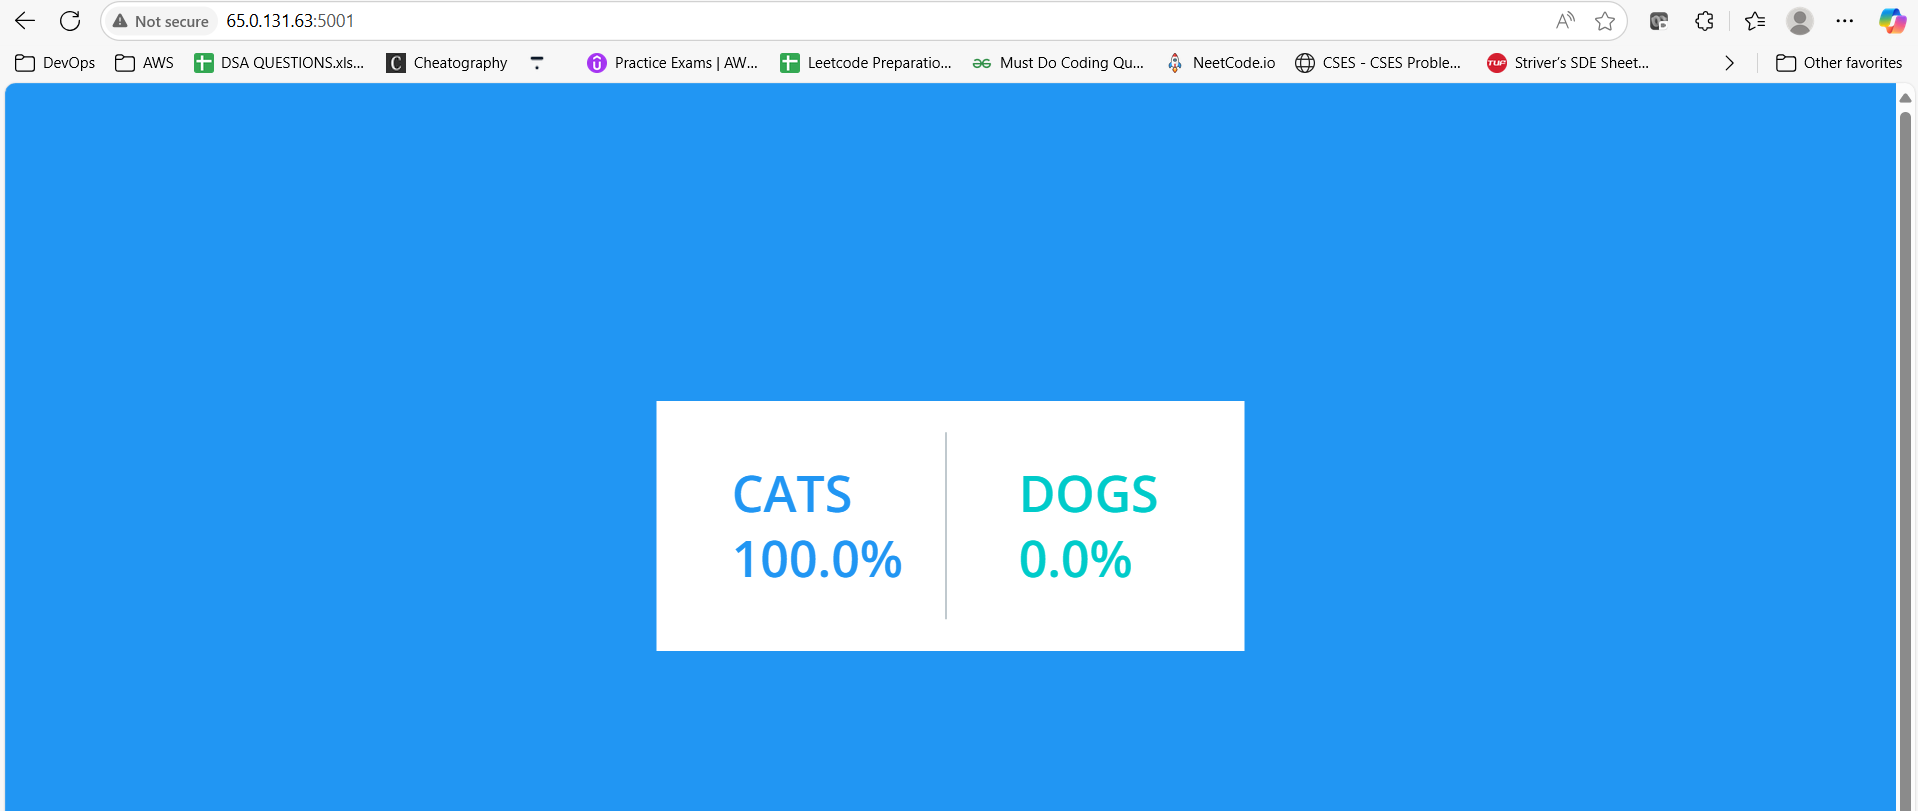 Not secure 65.0.131.63:5001
DevOps AWS DSA QUESTIONS.xls... Cheatography Practice Exams | AW... Leetcode Preparatio... Must Do Coding Qu... NeetCode.io CSES - CSES Proble... Striver's SDE Sheet... Other favorites
CATS
100.0%
DOGS
0.0%